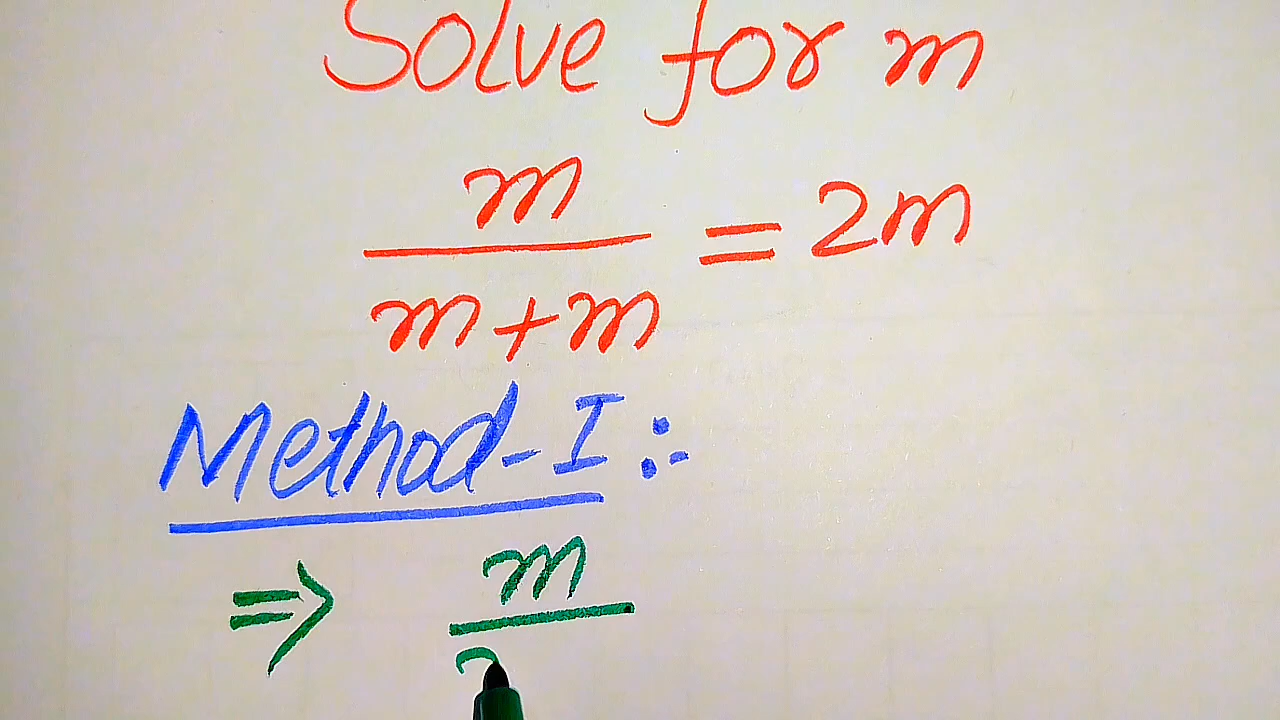 Solve for m
m
m+m
= 2m
Method-I :-
=> m